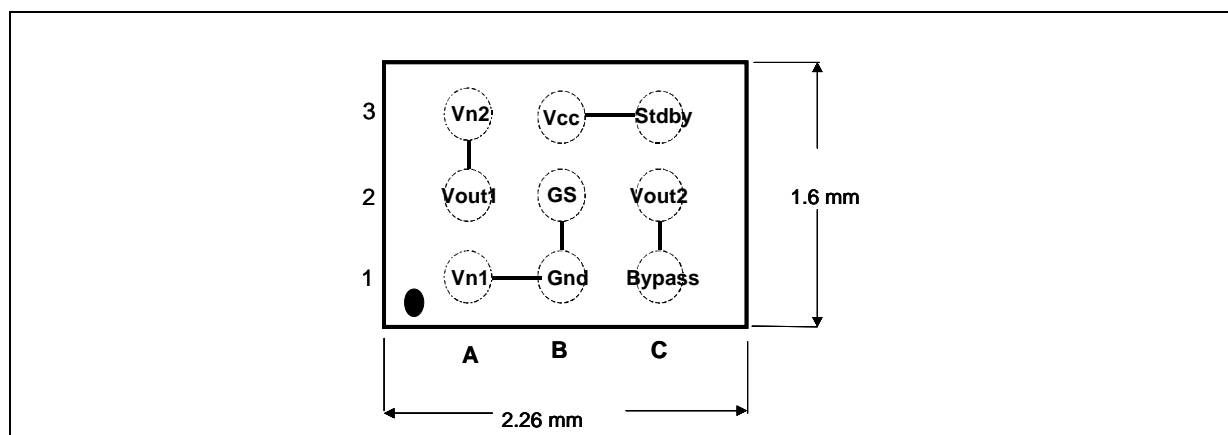 3 Vn2 Vcc Stdby
2 Vout1 GS Vout2
1.6 mm
1 Vn1 Gnd Bypass
A B C
2.26 mm